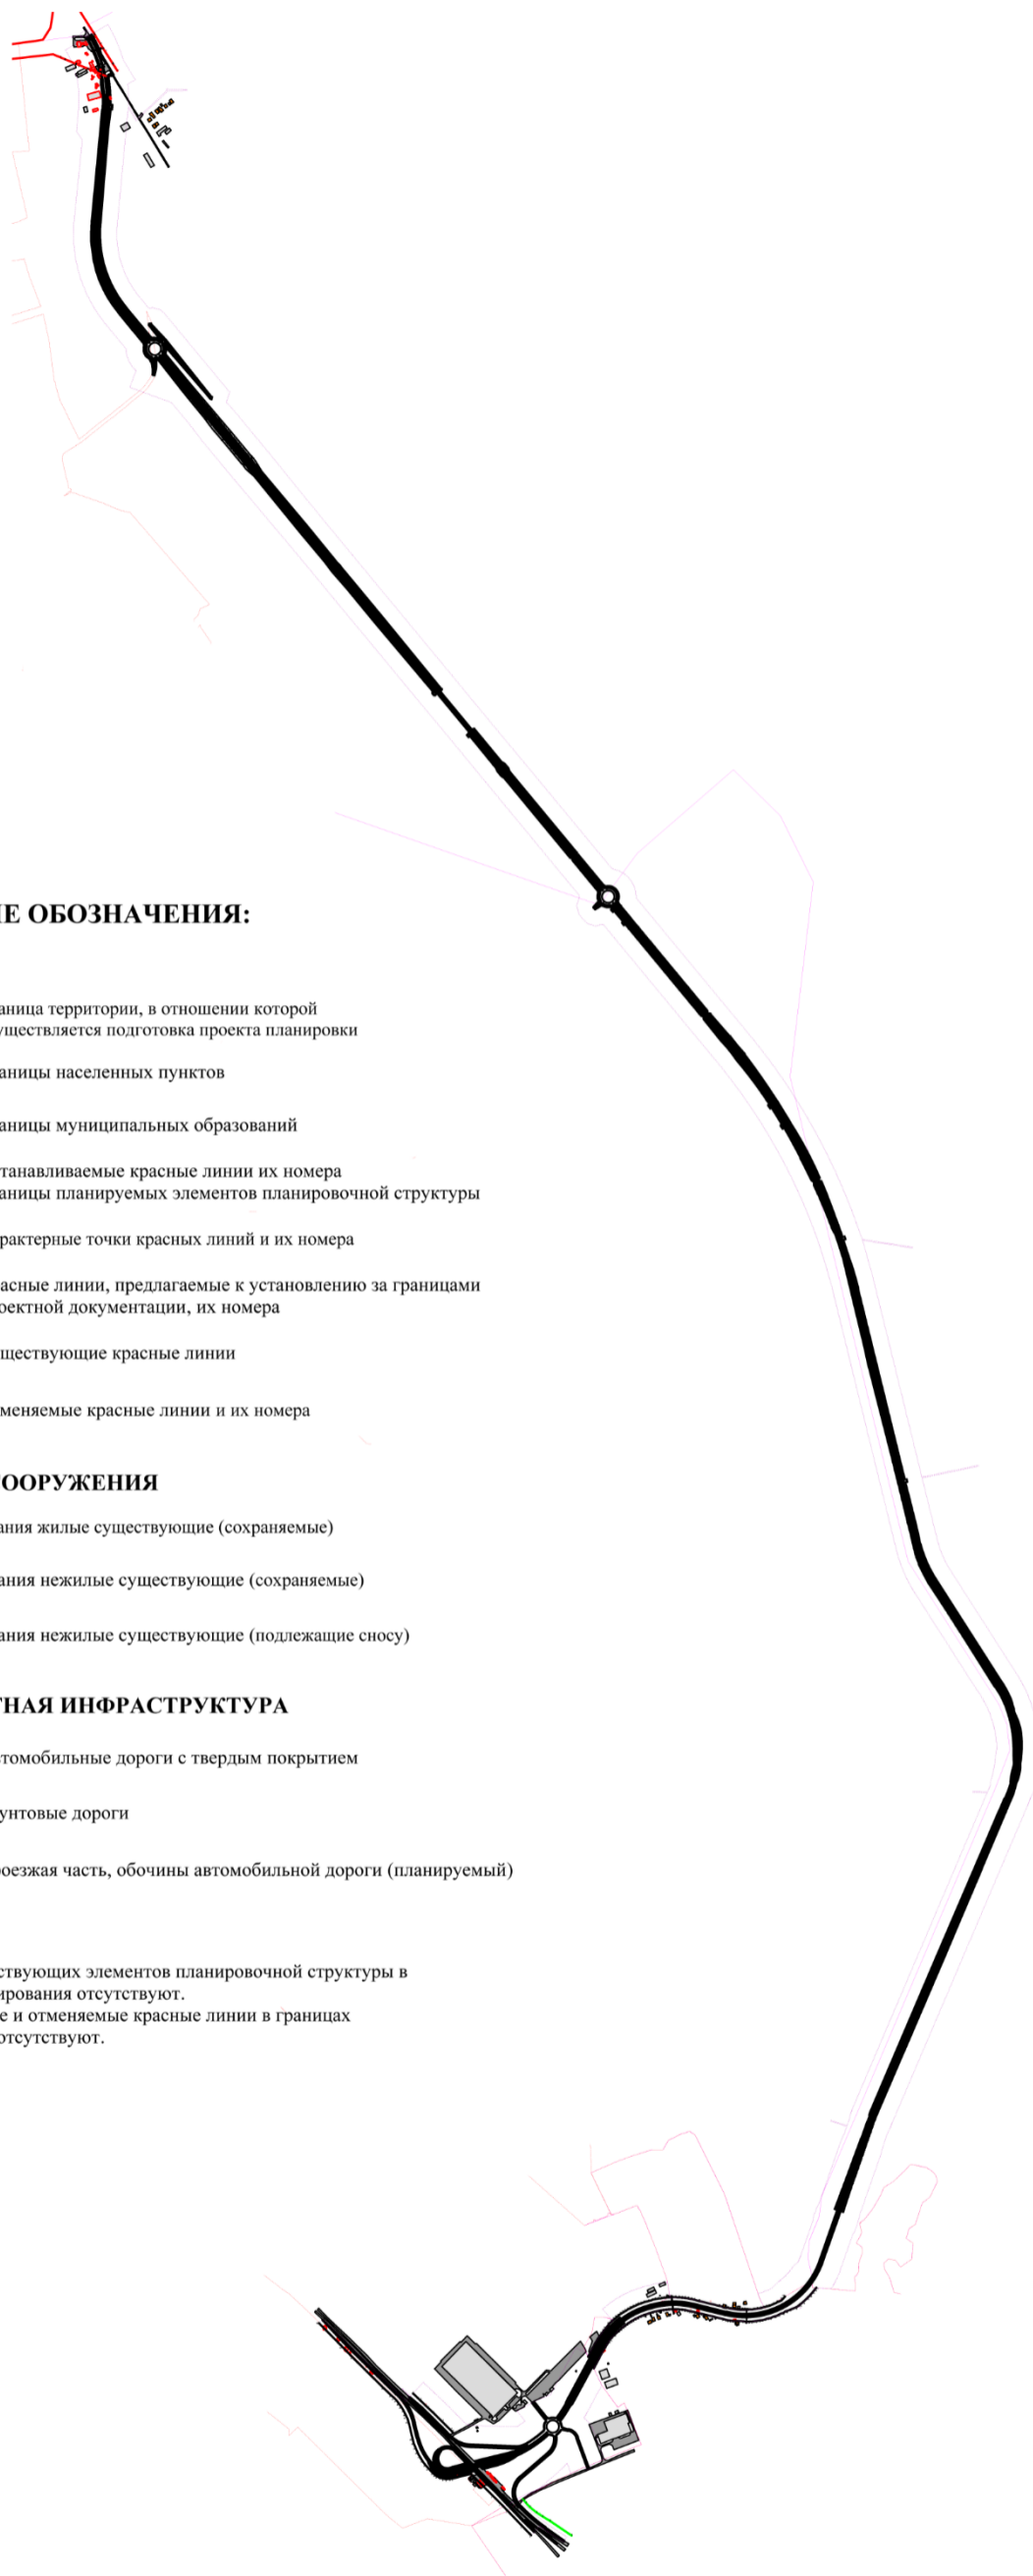 ІЕ ОБОЗНАЧЕНИЯ:
аница территории, в отношении которой
уществляется подготовка проекта планировки
аницы населенных пунктов
аницы муниципальных образований
танавливаемые красные линии их номера
аницы планируемых элементов планировочной структуры
рактерные точки красных линий и их номера
асные линии, предлагаемые к установлению за границами
оектной документации, их номера
ществующие красные линии
меняемые красные линии и их номера
ООРУЖЕНИЯ
ания жилые существующие (сохраняемые)
ания нежилые существующие (сохраняемые)
ания нежилые существующие (подлежащие сносу)
ТНАЯ ИНФРАСТРУКТУРА
томобильные дороги с твердым покрытием
унтовые дороги
роезжая часть, обочины автомобильной дороги (планируемый)
ствующих элементов планировочной структуры в
ирования отсутствуют.
е и отменяемые красные линии в границах
отсутствуют.